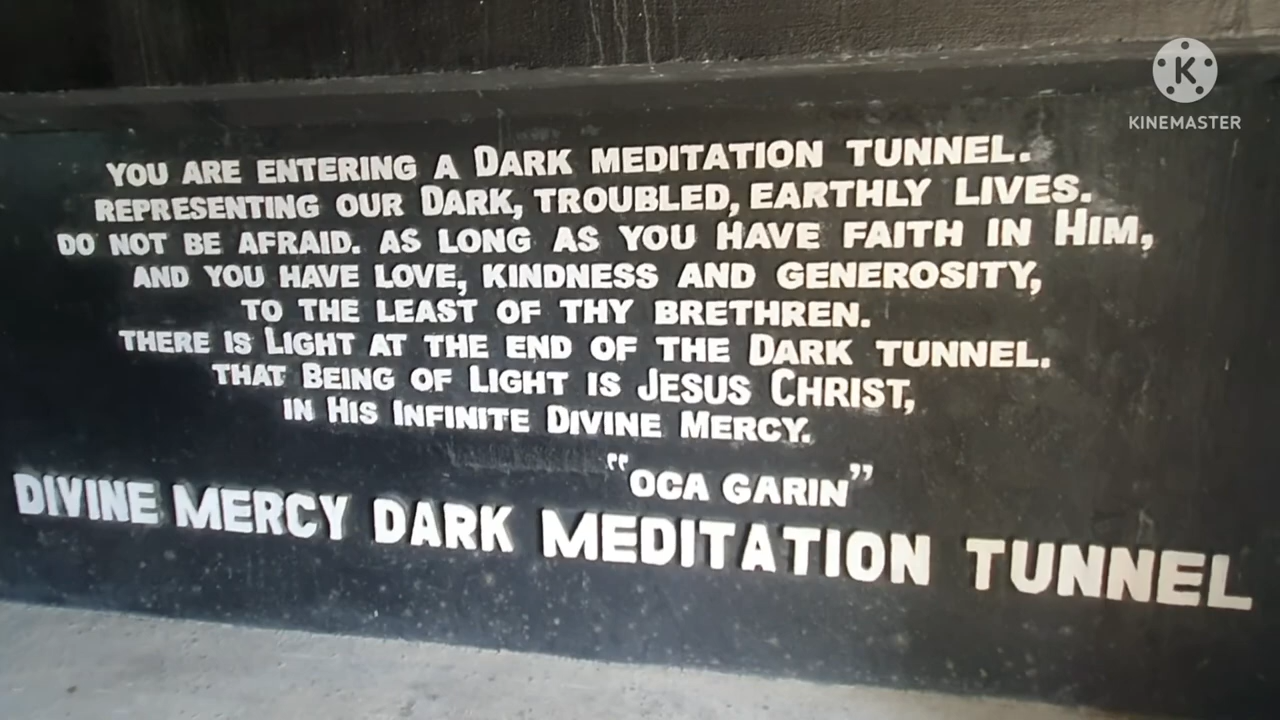 K
KINEMASTER
YOU ARE ENTERING A DARK MEDITATION TUNNEL.
REPRESENTING OUR DARK, TROUBLED, EARTHLY LIVES.
DO NOT BE AFRAID. AS LONG AS YOU HAVE FAITH IN HIM,
AND YOU HAVE LOVE, KINDNESS AND GENEROSITY,
TO THE LEAST OF THY BRETHREN.
THERE IS LIGHT AT THE END OF THE DARK TUNNEL.
THAT BEING OF LIGHT IS JESUS CHRIST,
IN HIS INFINITE DIVINE MERCY.
"OCA GARIN"
DIVINE MERCY DARK MEDITATION TUNNEL